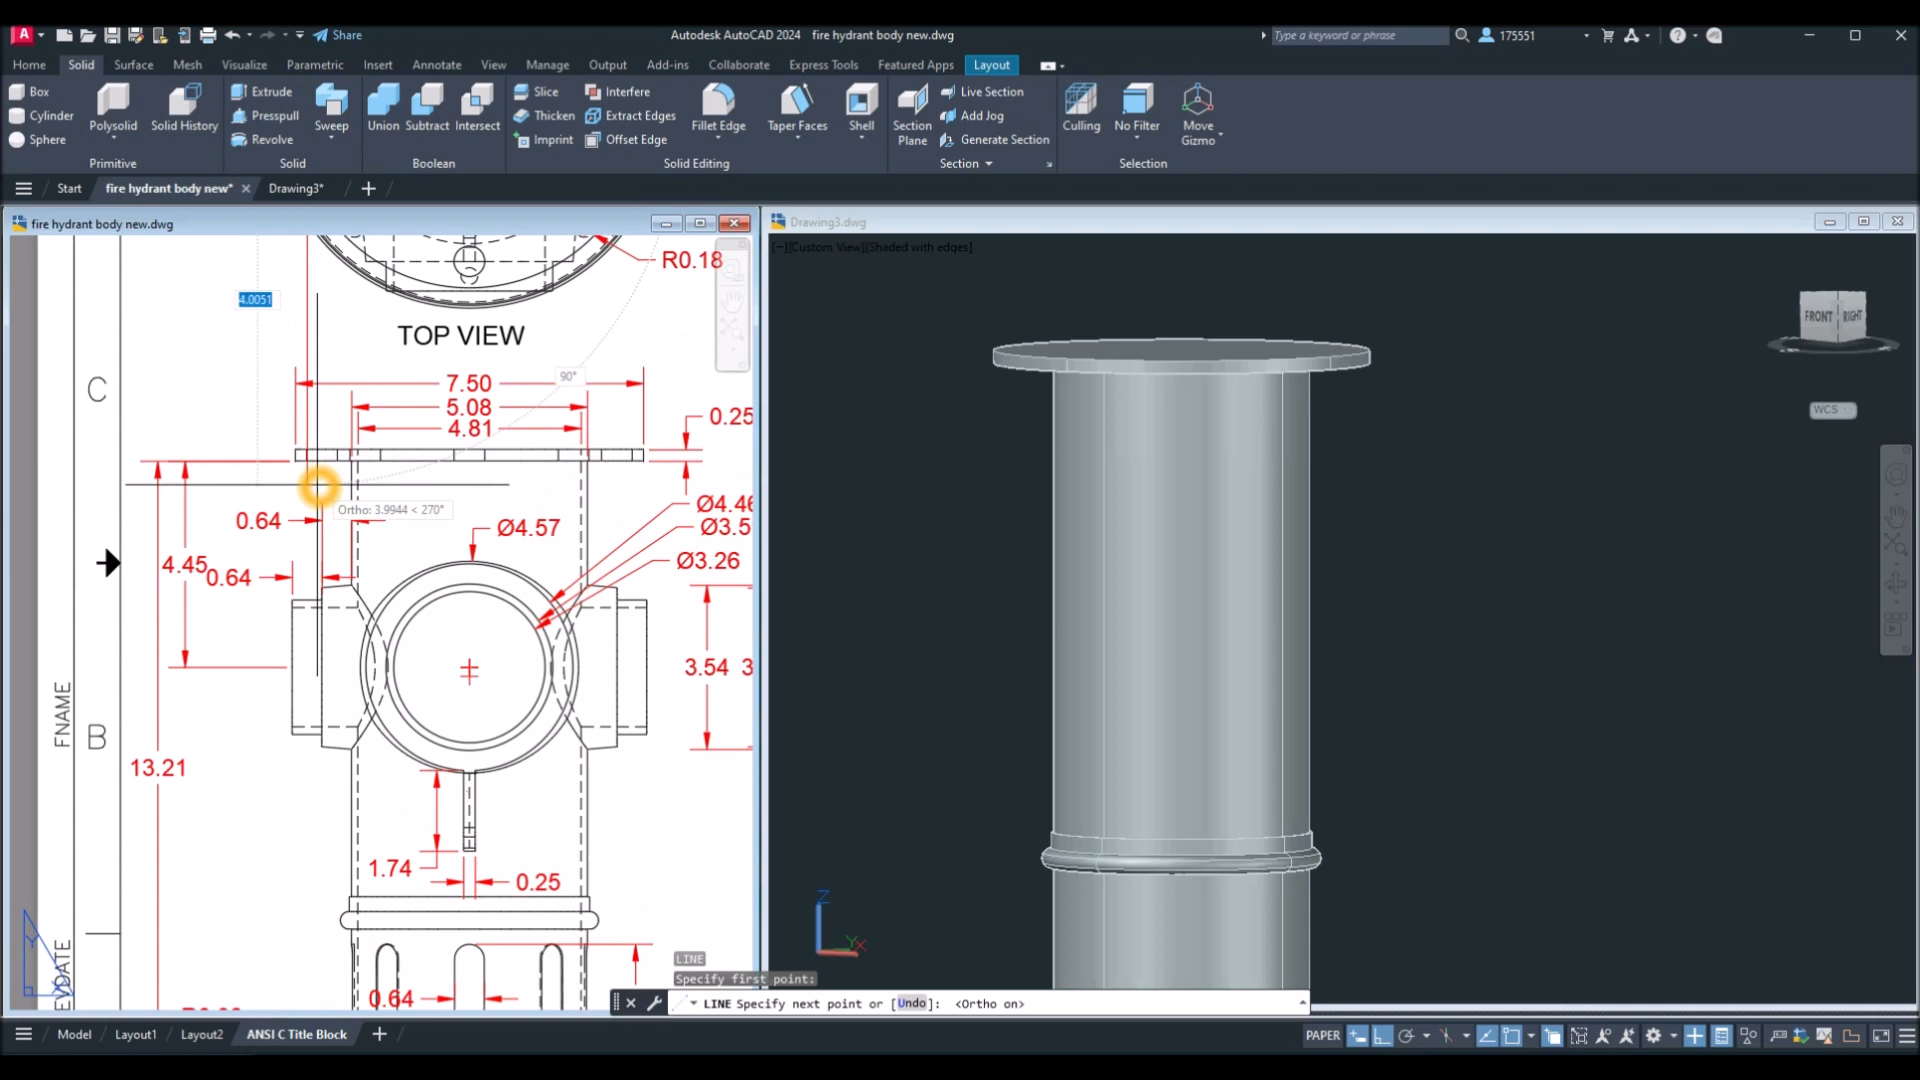 A
Share
Autodesk AutoCAD 2024 fire hydrant body new.dwg
Type a keyword or phrase
175551
Home Solid Surface Mesh Visualize Parametric Insert Annotate View Manage Output Add-ins Collaborate Express Tools Featured Apps Layout
Box
Cylinder
Sphere
Polysolid
Solid History
Primitive
Extrude
Presspull
Revolve
Sweep
Solid
Union
Subtract
Intersect
Boolean
Slice
Thicken
Imprint
Interfere
Extract Edges
Offset Edge
Fillet Edge
Taper Faces
Shell
Solid Editing
Section
Plane
Live Section
Add Jog
Generate Section
Section
Culling
No Filter
Move
Gizmo
Selection
Start
fire hydrant body new*
Drawing3*
fire hydrant body new.dwg
Drawing3.dwg
[−][Custom View][Shaded with edges]
R0.18
4.0051
TOP VIEW
90°
C
7.50
5.08
4.81
0.25
Ortho: 3.9944 < 270°
0.64
Ø4.57
Ø4.46
Ø3.5
Ø3.26
4.45
0.64
3.54 3
FNAME
B
13.21
1.74
0.25
0.64
EVDATE
Y
FRONT
RIGHT
WCS
Z
Y
X
LINE
Specify first point:
LINE Specify next point or [Undo]: <Ortho on>
Model
Layout1
Layout2
ANSI C Title Block
PAPER